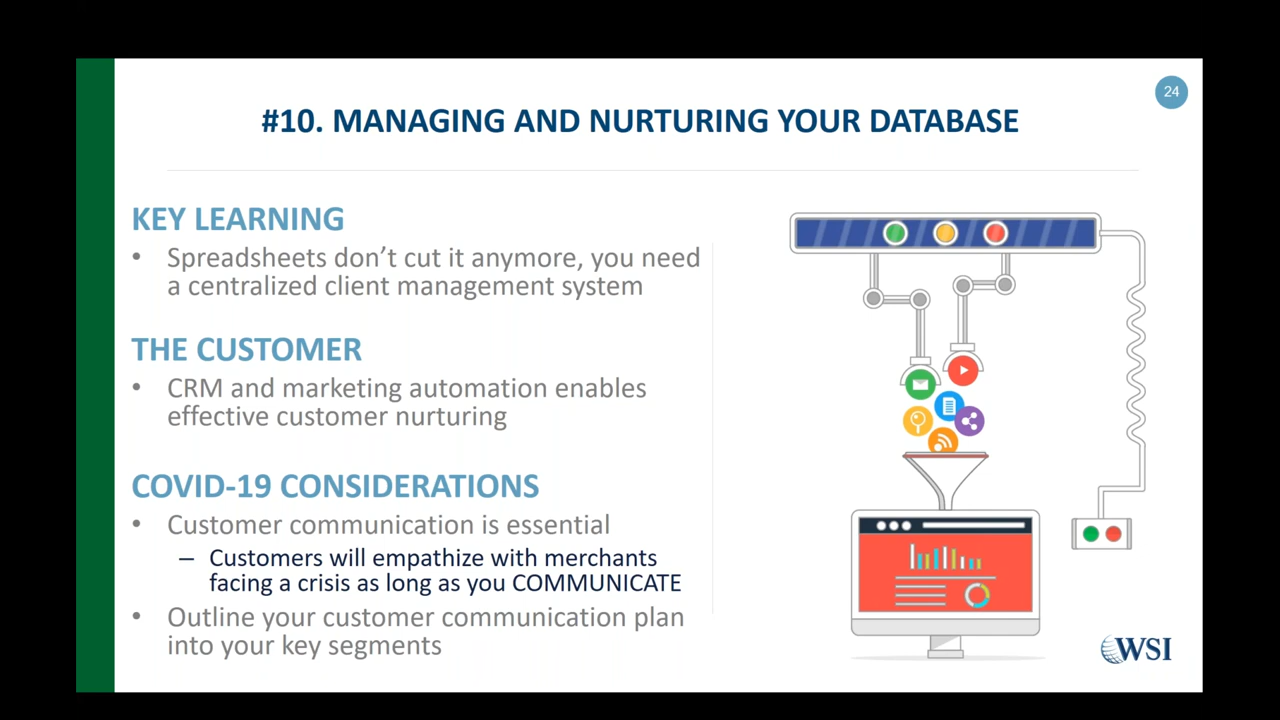 24
#10. MANAGING AND NURTURING YOUR DATABASE
KEY LEARNING
• Spreadsheets don’t cut it anymore, you need
a centralized client management system
THE CUSTOMER
• CRM and marketing automation enables
effective customer nurturing
COVID-19 CONSIDERATIONS
• Customer communication is essential
– Customers will empathize with merchants
facing a crisis as long as you COMMUNICATE
• Outline your customer communication plan
into your key segments
WSI